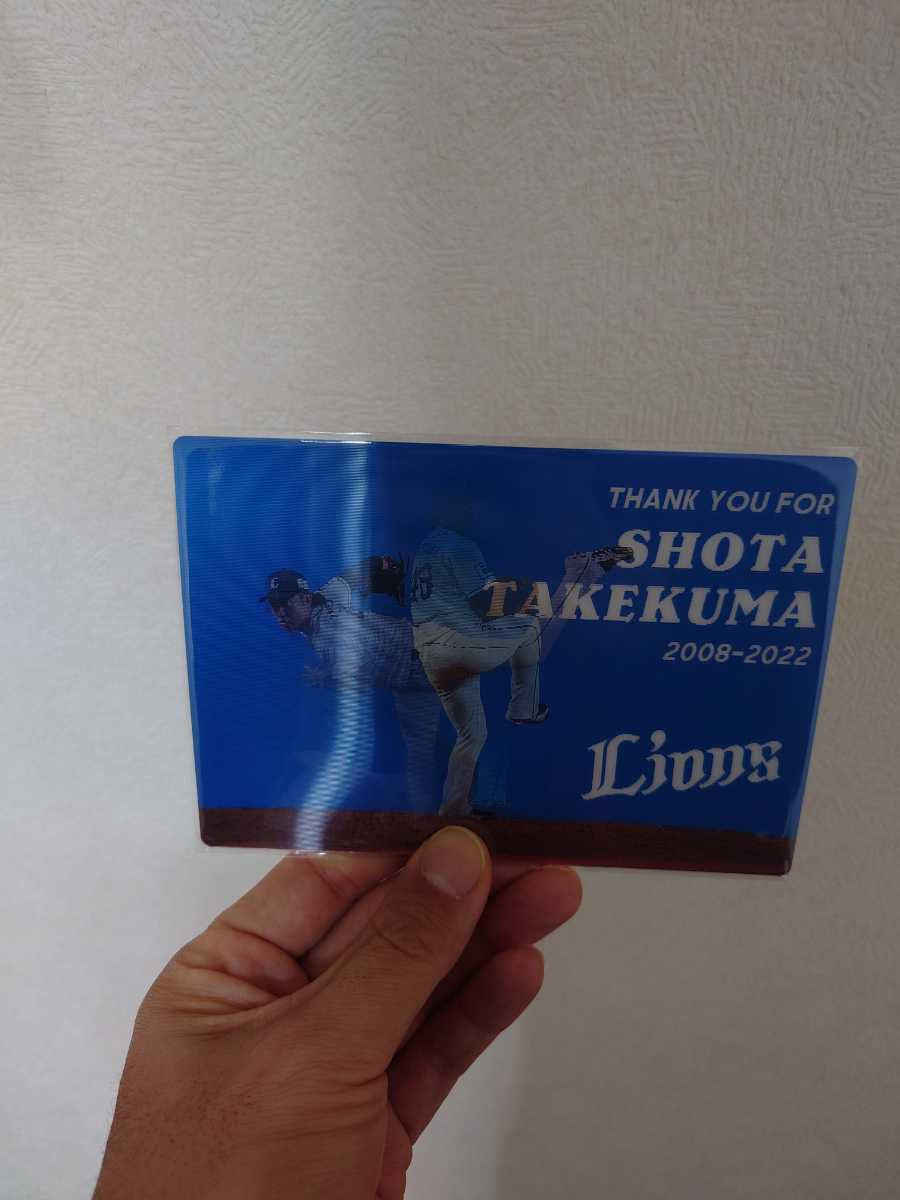 THANK YOU FOR
SHOTA
TAKEKUMA
2008-2022
Lions